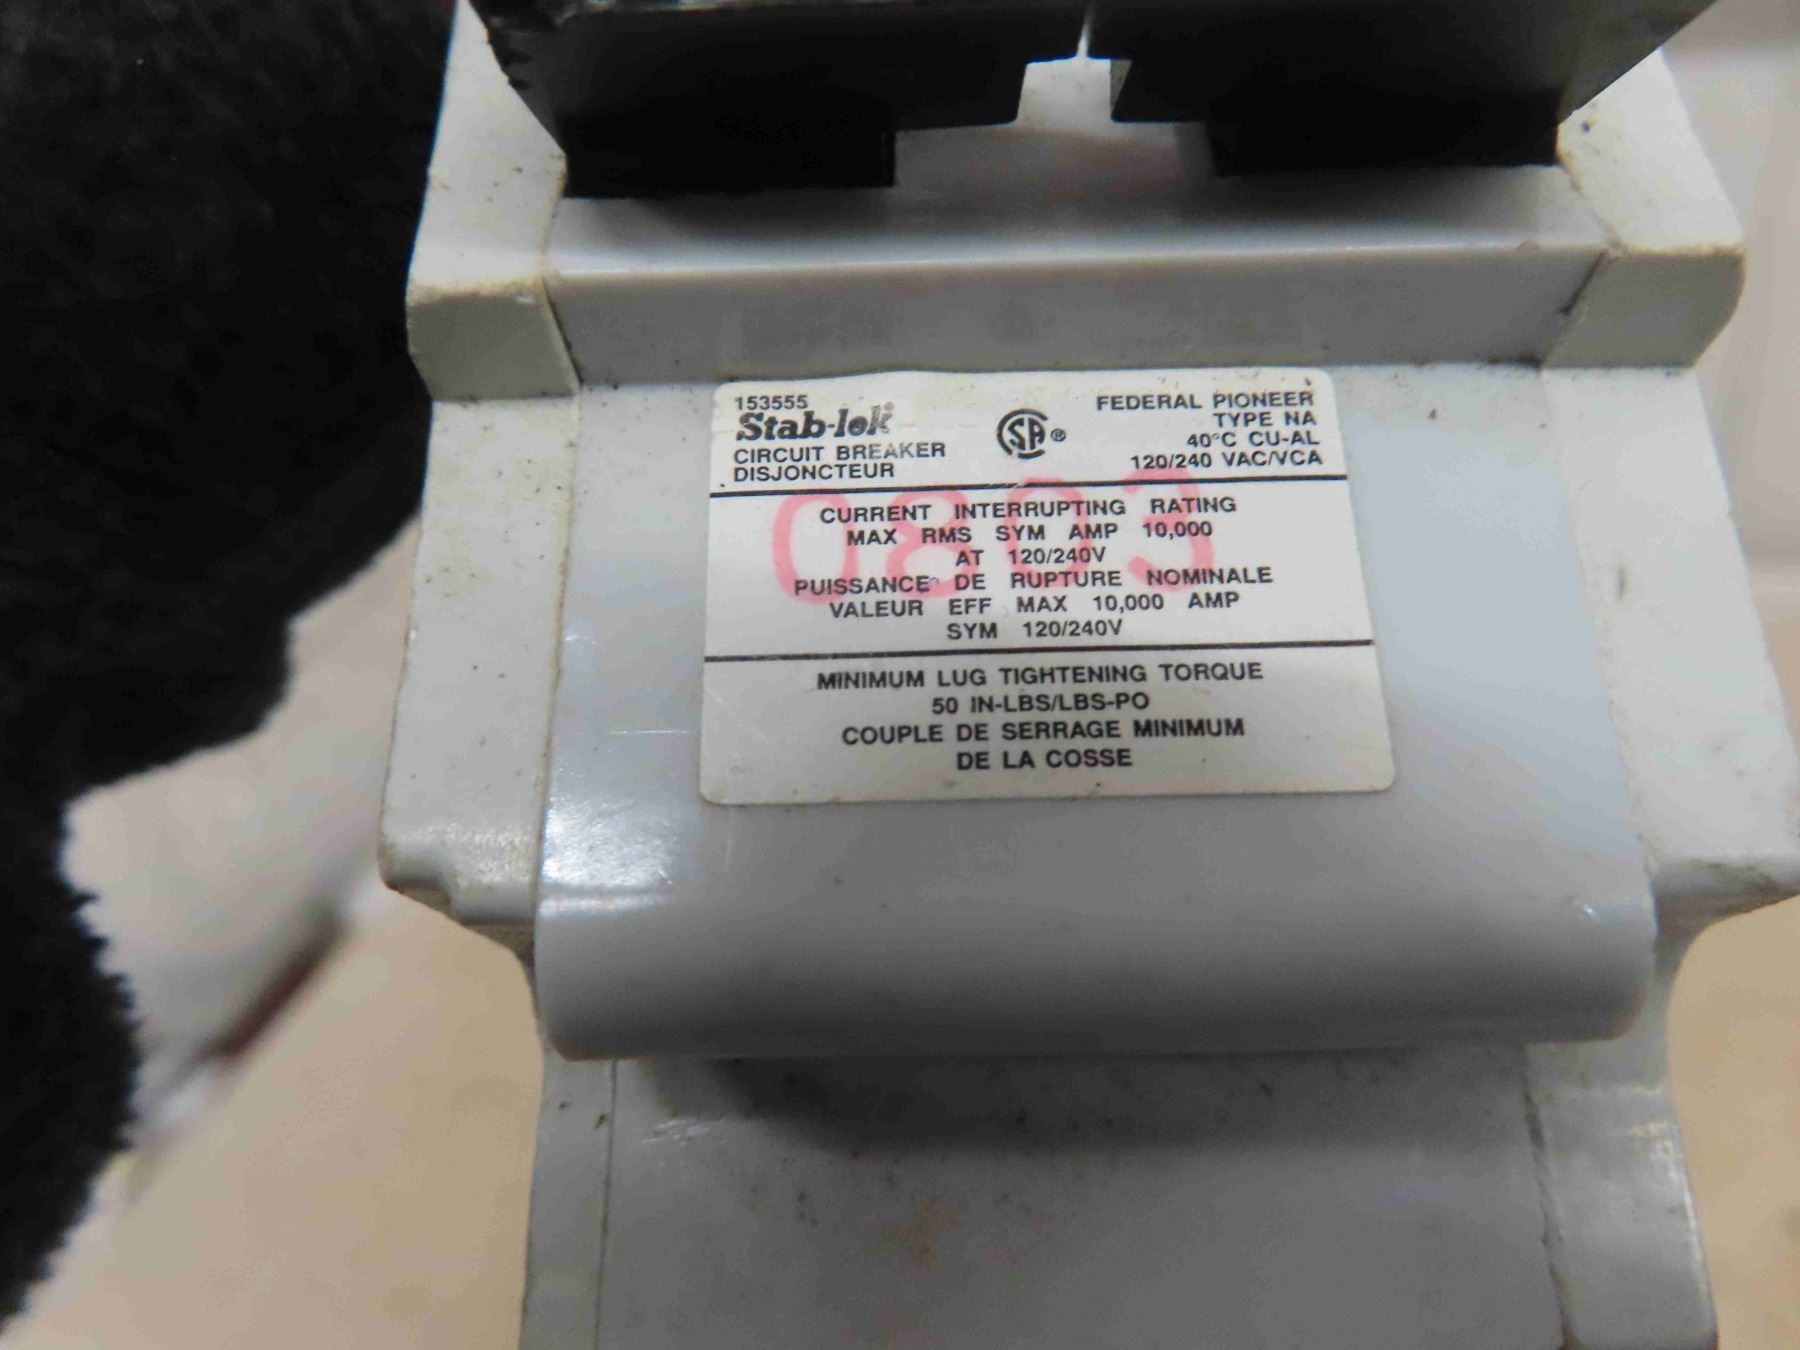 153555
Stab-lok
CIRCUIT BREAKER
DISJONCTEUR
CSA ®
FEDERAL PIONEER
TYPE NA
40°C CU-AL
120/240 VAC/VCA
CURRENT INTERRUPTING RATING
MAX RMS SYM AMP 10,000
AT 120/240V
PUISSANCE DE RUPTURE NOMINALE
VALEUR EFF MAX 10,000 AMP
SYM 120/240V
MINIMUM LUG TIGHTENING TORQUE
50 IN-LBS/LBS-PO
COUPLE DE SERRAGE MINIMUM
DE LA COSSE